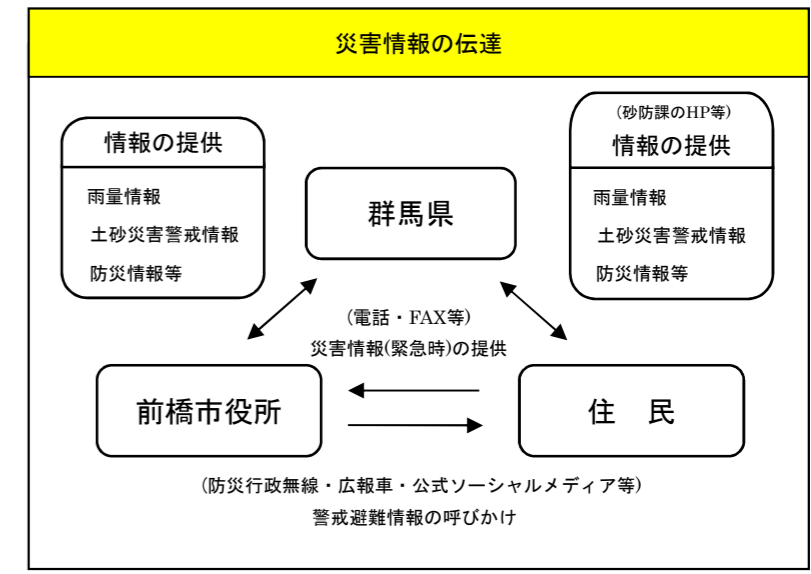 災害情報の伝達
情報の提供
雨量情報
土砂災害警戒情報
防災情報等
群馬県
(砂防課のHP等)
情報の提供
雨量情報
土砂災害警戒情報
防災情報等
(電話・FAX等)
災害情報(緊急時)の提供
前橋市役所
住　民
(防災行政無線・広報車・公式ソーシャルメディア等)
警戒避難情報の呼びかけ